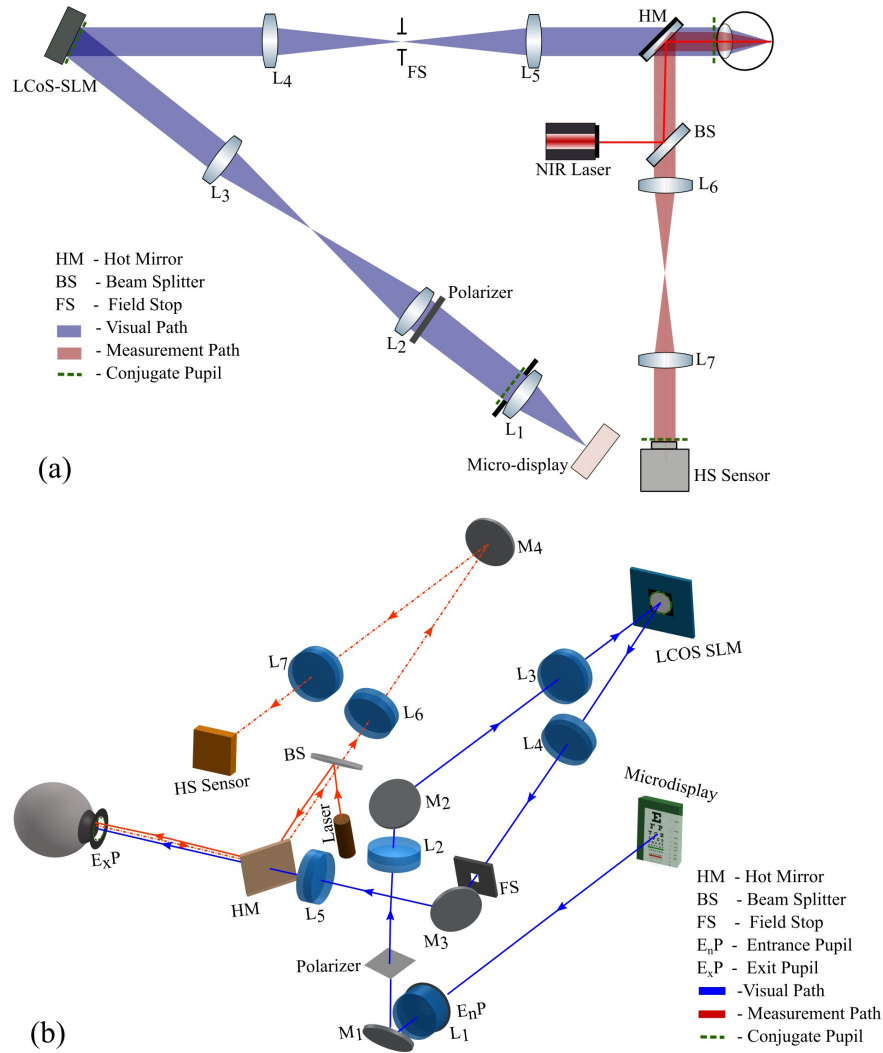 HM
L4
FS
L5
LCoS-SLM
BS
NIR Laser
L3
L6
HM - Hot Mirror
BS - Beam Splitter
FS - Field Stop
- Visual Path
- Measurement Path
- Conjugate Pupil
Polarizer
L2
L7
L1
Micro-display
HS Sensor
(a)
M4
LCOS SLM
L7
L3
L6
L4
BS
HS Sensor
Microdisplay
M2
Laser
L2
ExP
HM
L5
FS
M3
E
F P
Polarizer
EnP
M1
L1
HM - Hot Mirror
BS - Beam Splitter
FS - Field Stop
EnP - Entrance Pupil
ExP - Exit Pupil
-Visual Path
- Measurement Path
- Conjugate Pupil
(b)